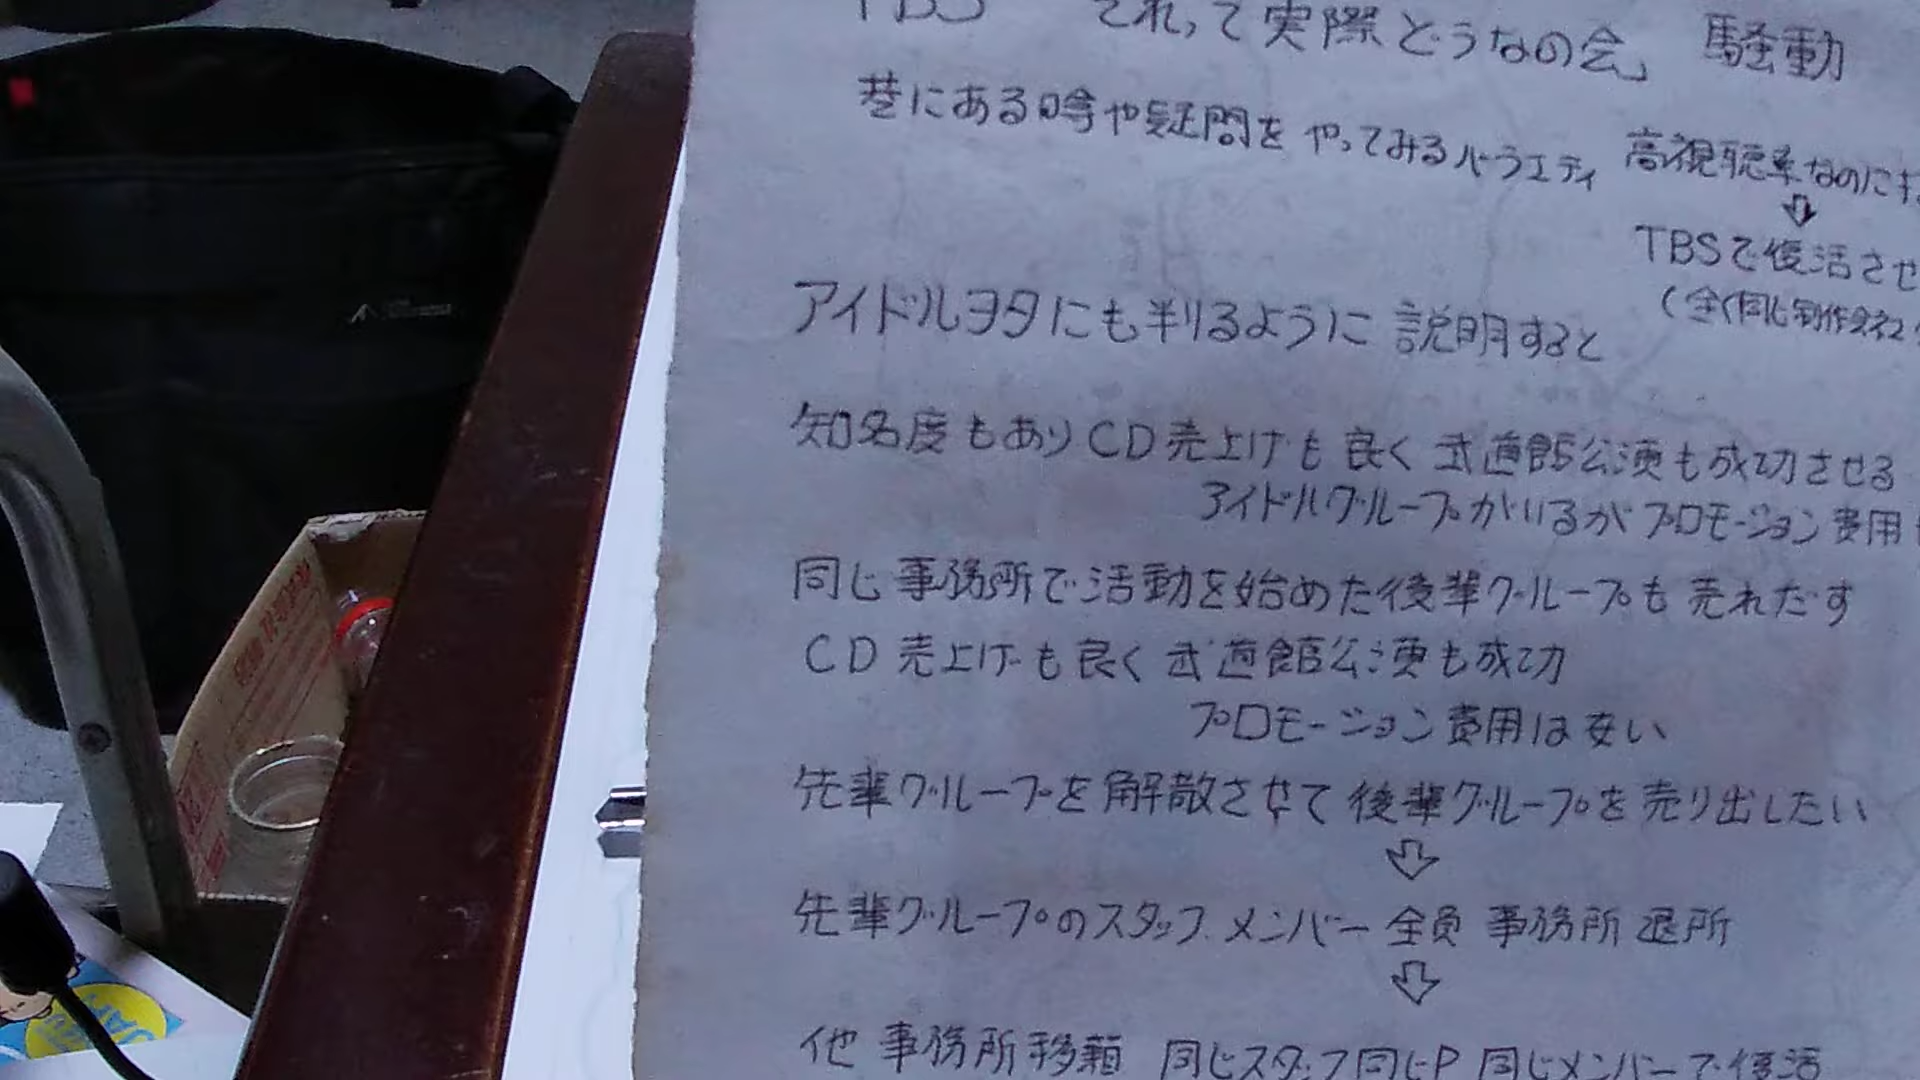 TBS 「それって実際どうなの会」 騒動
巷にある噂や疑問を やってみるバラエティ 高視聴率なのに打
⇩
TBSで復活させ
(全く同じ制作
アイドルヲタにも判るように 説明すると
知名度もあり CD売上げも良く 武道館公演も成功させる
アイドルグループがいるが プロモーション費用
同じ事務所で活動を始めた後輩グループも 売れだす
CD売上げも良く 武道館公演も成功
プロモーション費用は安い
先輩グループを解散させて 後輩グループを売り出したい
⇩
先輩グループのスタッフ メンバー 全員 事務所 退所
⇩
他 事務所移籍 同じスタッフ同じP 同じメンバーで復活